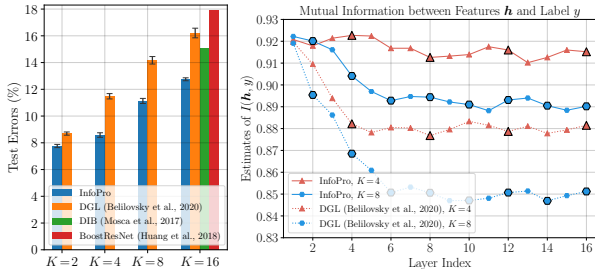 18
16
14
12
10
8
6
4
2
0
Test Errors (%)
InfoPro
DGL (Belilovsky et al., 2020)
DIB (Mosca et al., 2017)
BoostResNet (Huang et al., 2018)
K=2 K=4 K=8 K=16
Mutual Information between Features h and Label y
0.93
0.92
0.91
0.90
0.89
0.88
0.87
0.86
0.85
0.84
0.83
Estimates of I(h, y)
InfoPro, K=4
InfoPro, K=8
DGL (Belilovsky et al., 2020), K=4
DGL (Belilovsky et al., 2020), K=8
2 4 6 8 10 12 14 16
Layer Index